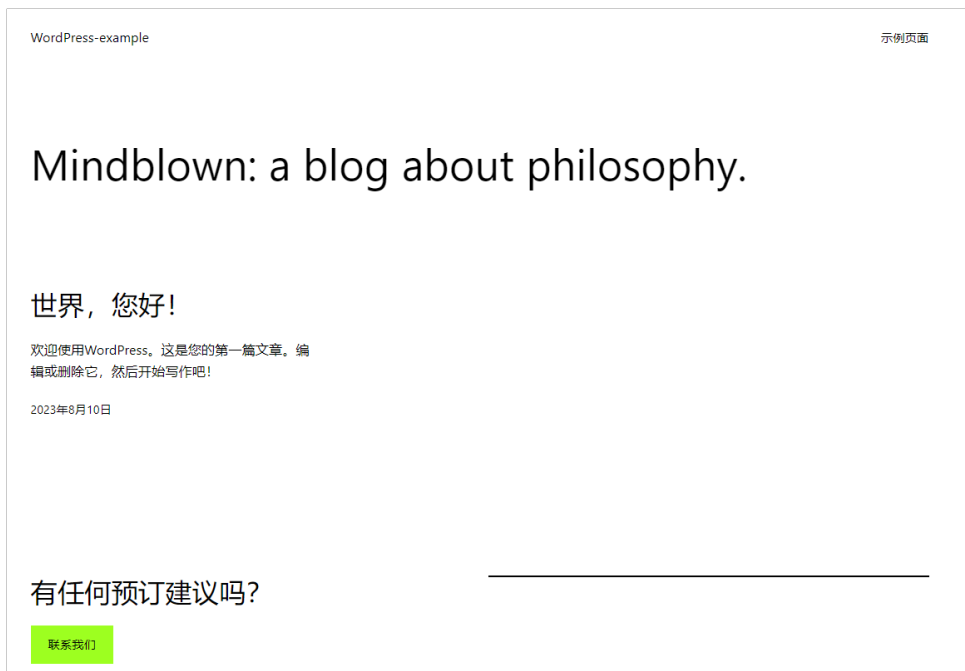 WordPress-example
示例页面
Mindblown: a blog about philosophy.
世界，您好！
欢迎使用WordPress。这是您的第一篇文章。编
辑或删除它，然后开始写作吧！
2023年8月10日
有任何预订建议吗？
联系我们